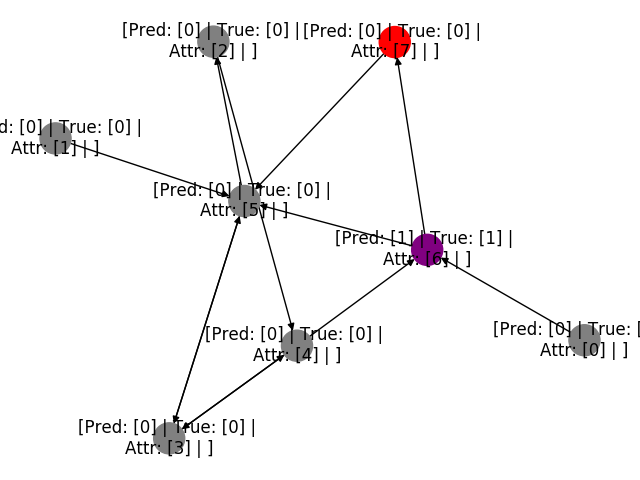 [Pred: [0] | True: [0] |
Attr: [2] | ]
[Pred: [0] | True: [0] |
Attr: [7] | ]
d: [0] | True: [0] |
Attr: [1] | ]
[Pred: [0] | True: [0] |
Attr: [5] | ]
[Pred: [1] | True: [1] |
Attr: [6] | ]
[Pred: [0] | True: [0] |
Attr: [4] | ]
[Pred: [0] | True: [
Attr: [0] | ]
[Pred: [0] | True: [0] |
Attr: [3] | ]